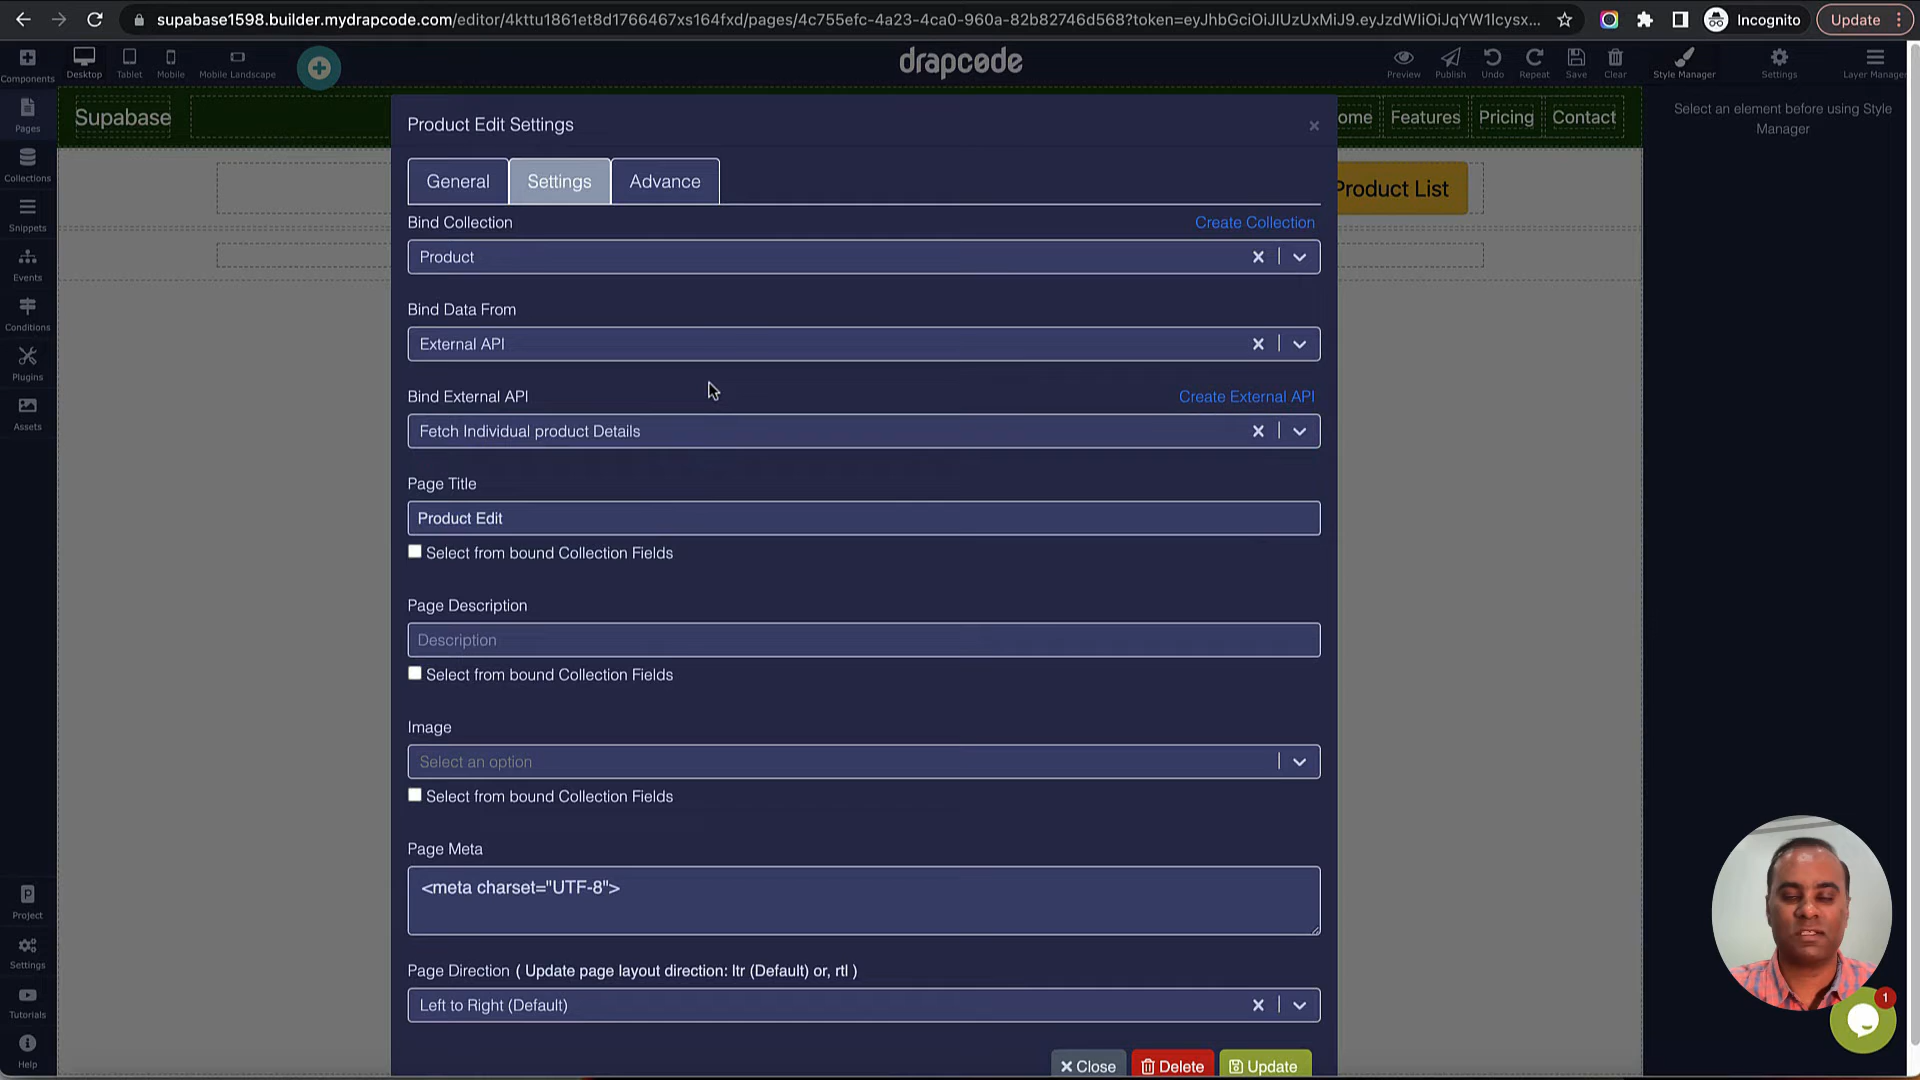 supabase1598.builder.mydrapcode.com/editor/4kttu1861et8d1766467xs164fxd/pages/4c755efc-4a23-4ca0-960a-82b82746d568?token=eyJhbGciOiJIUzUxMiJ9.eyJzdWIiOiJqYW1lcysx...
Incognito
Update
Components
Desktop
Tablet
Mobile
Mobile Landscape
drapcode
Preview
Publish
Undo
Repeat
Save
Clear
Style Manager
Settings
Layer Manager
Pages
Collections
Snippets
Events
Conditions
Plugins
Assets
Project
Settings
Tutorials
Help
Supabase
ome
Features
Pricing
Contact
Product List
Select an element before using Style
Manager
Product Edit Settings
×
General
Settings
Advance
Bind Collection
Create Collection
Product
Bind Data From
External API
Bind External API
Create External API
Fetch Individual product Details
Page Title
Product Edit
Select from bound Collection Fields
Page Description
Description
Select from bound Collection Fields
Image
Select an option
Select from bound Collection Fields
Page Meta
<meta charset="UTF-8">
Page Direction ( Update page layout direction: ltr (Default) or, rtl )
Left to Right (Default)
Close
Delete
Update
1